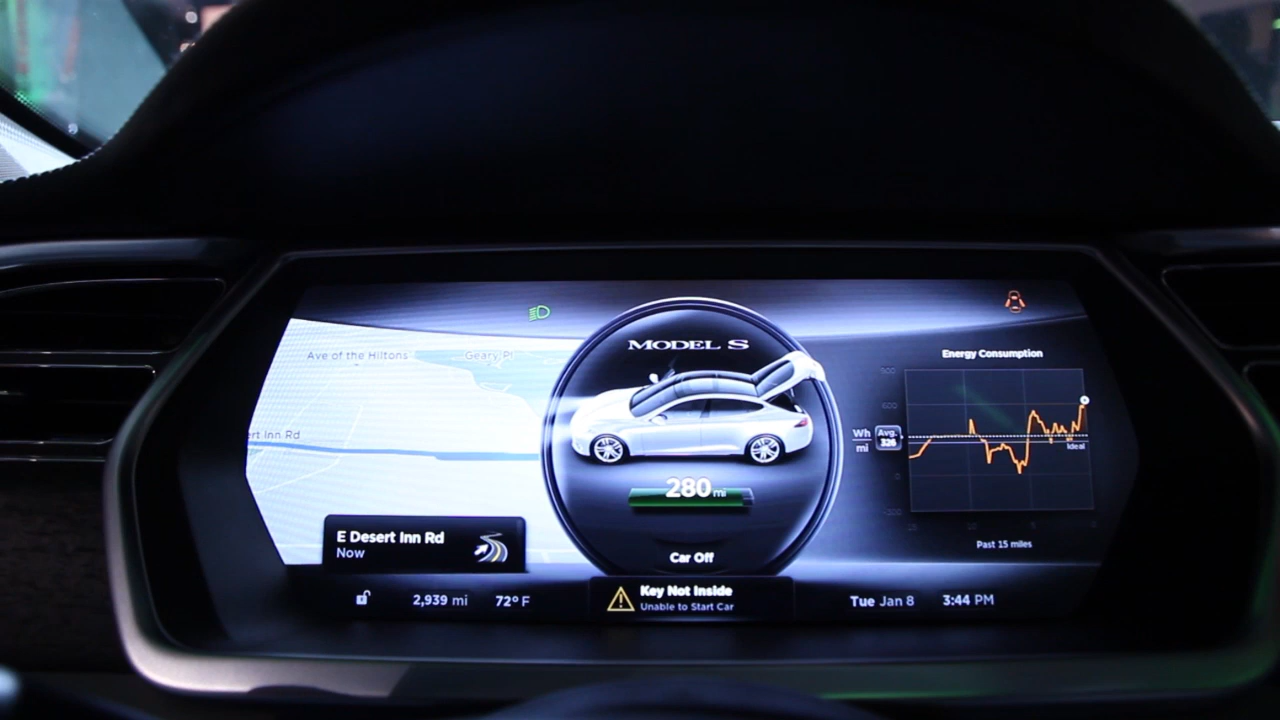 Ave of the Hiltons
Geary Pl
ert Inn Rd
E Desert Inn Rd
Now
MODEL S
280 mi
Car Off
Energy Consumption
Wh
mi
Avg.
326
600
Ideal
Past 15 miles
2,939 mi
72° F
Key Not Inside
Unable to Start Car
Tue Jan 8
3:44 PM